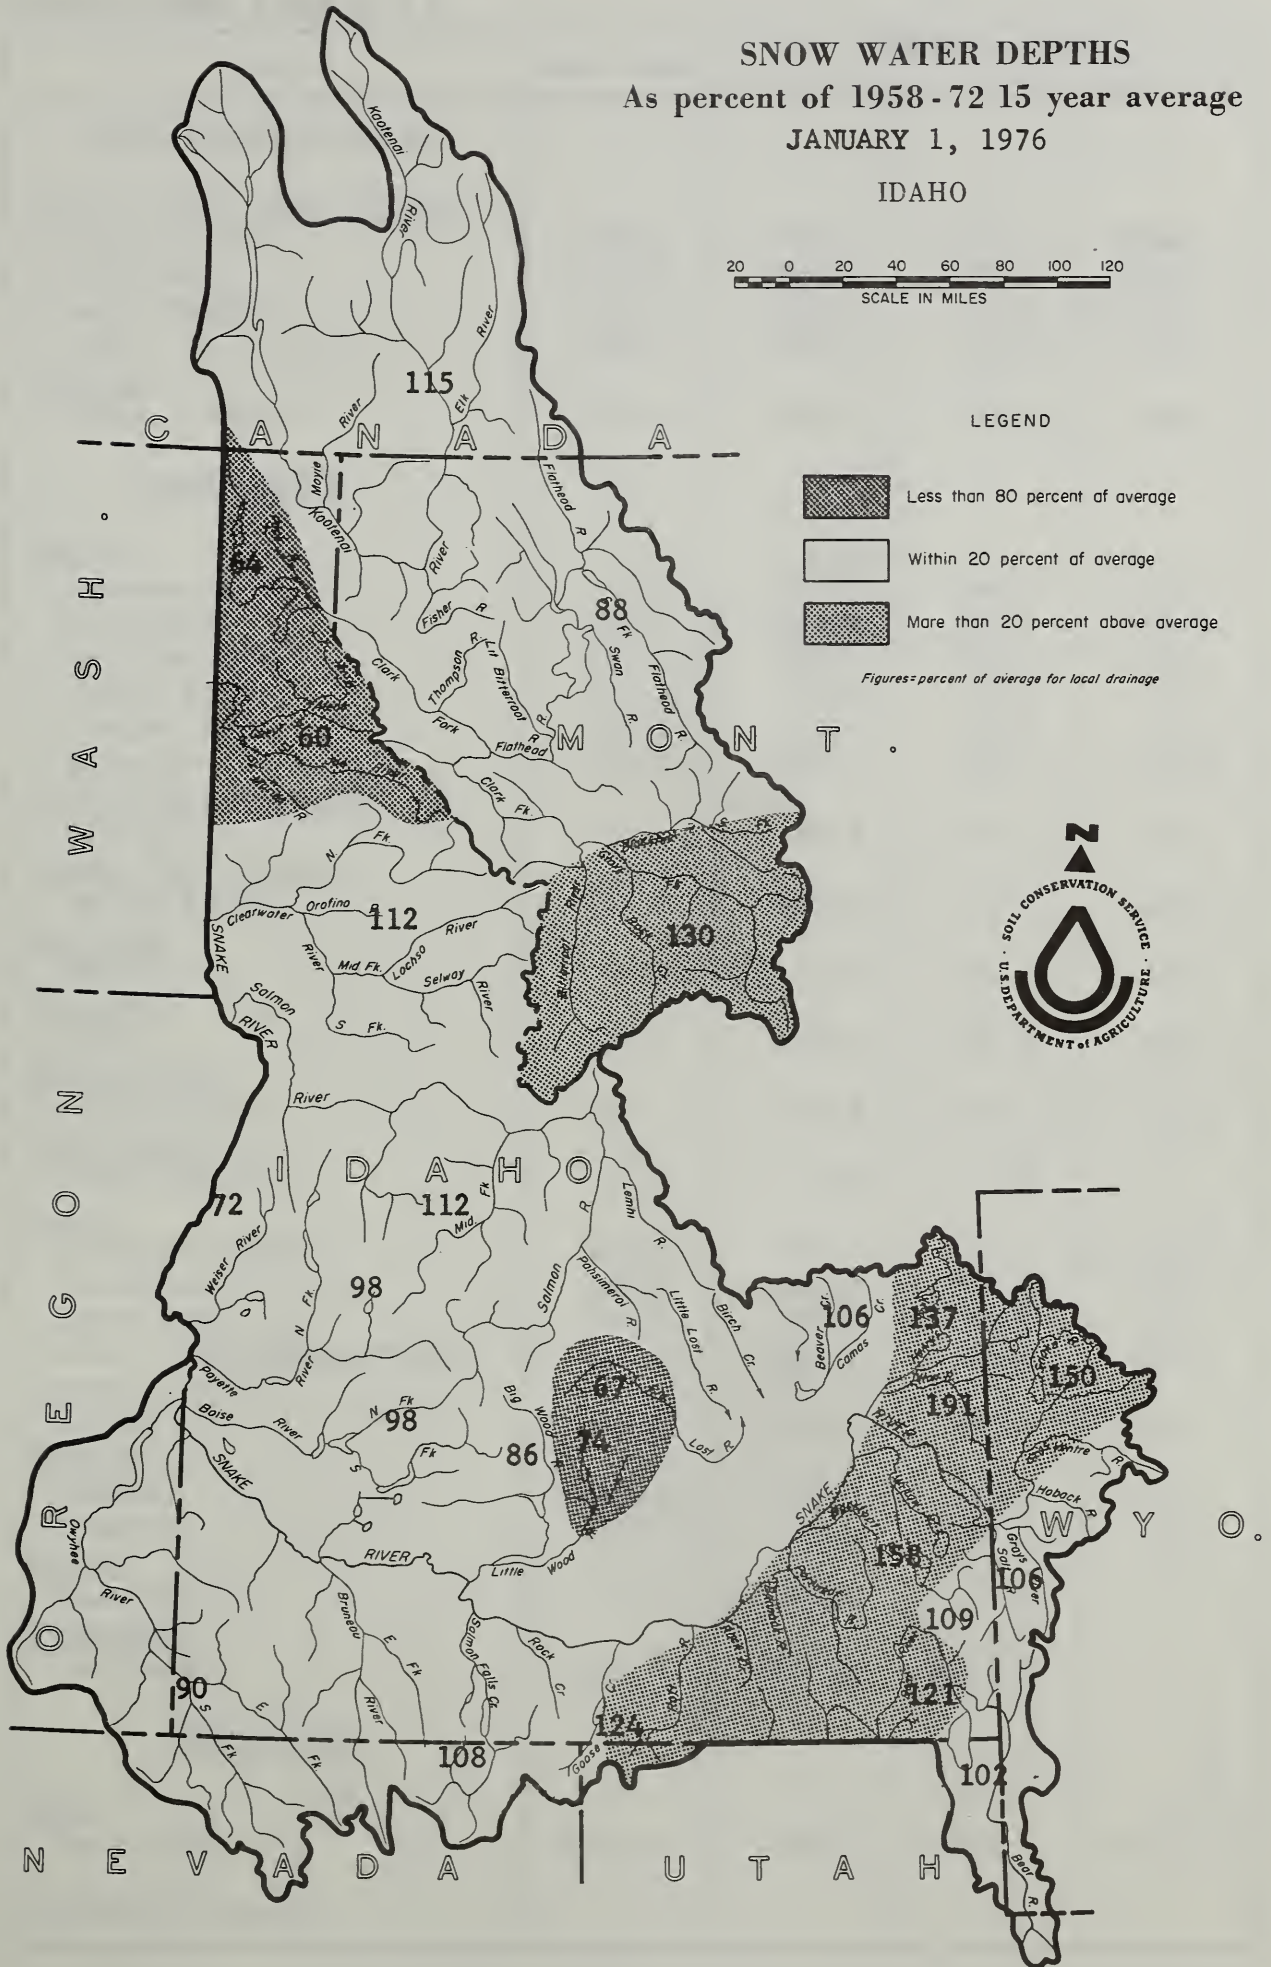 SNOW WATER DEPTHS
As percent of 1958-72 15 year average
JANUARY 1, 1976
IDAHO
20 0 20 40 60 80 100 120
SCALE IN MILES
LEGEND
Less than 80 percent of average
Within 20 percent of average
More than 20 percent above average
Figures=percent of average for local drainage
N
SOIL CONSERVATION SERVICE
U.S. DEPARTMENT of AGRICULTURE
Kootenai
River
River
115
Elk
River
CANADA
Moyie
Kootenai
River
Flathead R
WASH.
64
Fisher R
88
Fk
Clark
Fork
Thompson R.
Lit Bitterroot R.
Swan R.
Flathead R.
Flathead R
MONT.
60
Clark Fk.
N Fk.
Clearwater
River
Orofino
112
River
Mid Fk.
Lochso
Selway
River
S Fk.
SNAKE
RIVER
Salmon
River
Fk
130
OREGON
IDAHO
72
112
Mid. Fk
Weiser River
98
Salmon R
Lemhi R.
Pahsimeroi R.
Little Lost R.
Birch Cr.
Beaver Cr.
106
Camas Cr.
137
150
191
N Fk.
River
Payette
Boise River
N Fk
98
S Fk
Big Wood
86
67
74
Lost R.
SNAKE
RIVER
Little Wood
SNAKE
RIVER
Ventre R
Hoback R
WYO.
Grays
Salt R
158
106
109
121
Owyhee
River
90
S Fk
E Fk.
Bruneau
River
E Fk
Salmon Falls Cr.
108
Rock Cr
124
Goose
102
Bear R.
NEVADA
UTAH